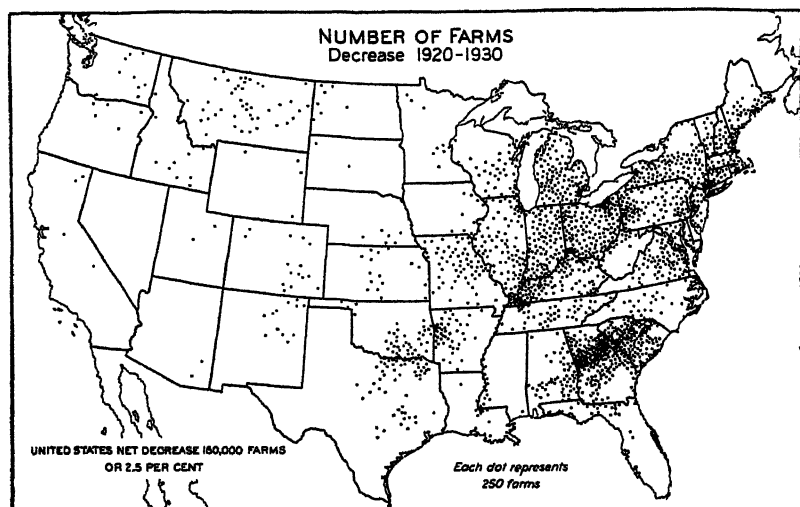 NUMBER OF FARMS
Decrease 1920-1930
UNITED STATES NET DECREASE 160,000 FARMS
OR 2.5 PER CENT
Each dot represents
250 farms